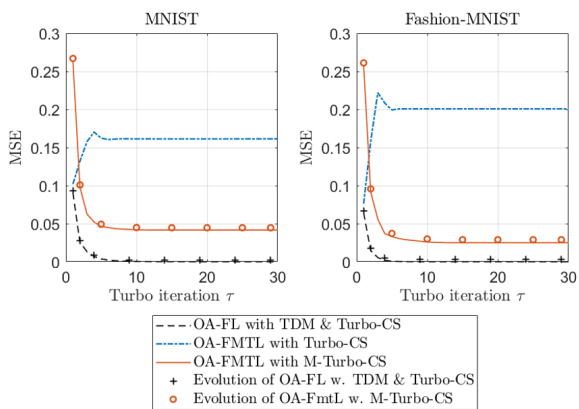 MNIST
Fashion-MNIST
0.3
0.25
0.2
0.15
0.1
0.05
0
MSE
0 10 20 30
Turbo iteration τ
0.3
0.25
0.2
0.15
0.1
0.05
0
MSE
0 10 20 30
Turbo iteration τ
OA-FL with TDM & Turbo-CS
OA-FMTL with Turbo-CS
OA-FMTL with M-Turbo-CS
Evolution of OA-FL w. TDM & Turbo-CS
Evolution of OA-FmtL w. M-Turbo-CS